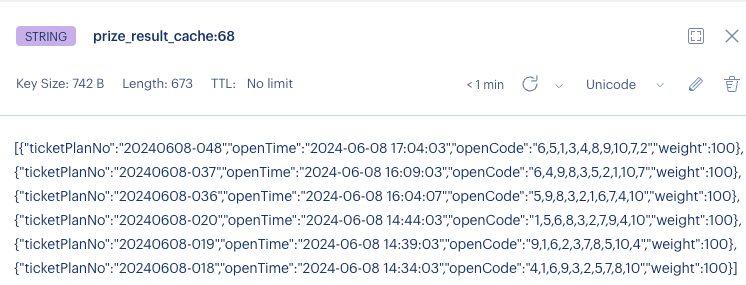 STRING prize_result_cache:68
Key Size: 742 B Length: 673 TTL: No limit < 1 min Unicode
[{"ticketPlanNo":"20240608-048","openTime":"2024-06-08 17:04:03","openCode":"6,5,1,3,4,8,9,10,7,2","weight":100},
{"ticketPlanNo":"20240608-037","openTime":"2024-06-08 16:09:03","openCode":"6,4,9,8,3,5,2,1,10,7","weight":100},
{"ticketPlanNo":"20240608-036","openTime":"2024-06-08 16:04:07","openCode":"5,9,8,3,2,1,6,7,4,10","weight":100},
{"ticketPlanNo":"20240608-020","openTime":"2024-06-08 14:44:03","openCode":"1,5,6,8,3,2,7,9,4,10","weight":100},
{"ticketPlanNo":"20240608-019","openTime":"2024-06-08 14:39:03","openCode":"9,1,6,2,3,7,8,5,10,4","weight":100},
{"ticketPlanNo":"20240608-018","openTime":"2024-06-08 14:34:03","openCode":"4,1,6,9,3,2,5,7,8,10","weight":100}]